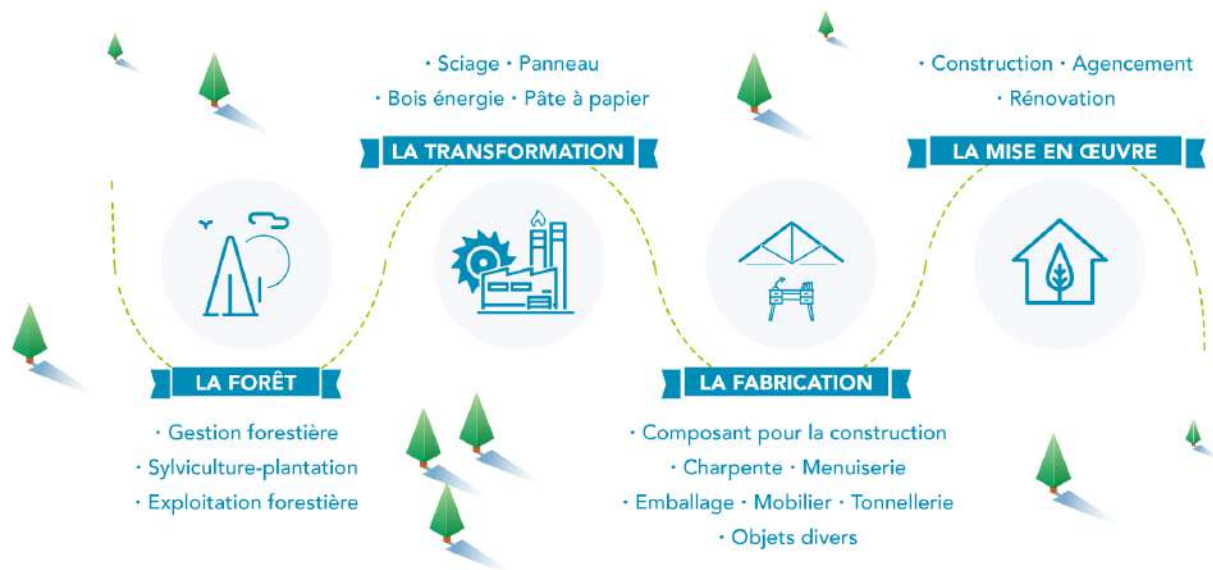 LA FORÊT
· Gestion forestière
· Sylviculture-plantation
· Exploitation forestière
· Sciage · Panneau
· Bois énergie · Pâte à papier
LA TRANSFORMATION
LA FABRICATION
· Composant pour la construction
· Charpente · Menuiserie
· Emballage · Mobilier · Tonnellerie
· Objets divers
· Construction · Agencement
· Rénovation
LA MISE EN ŒUVRE